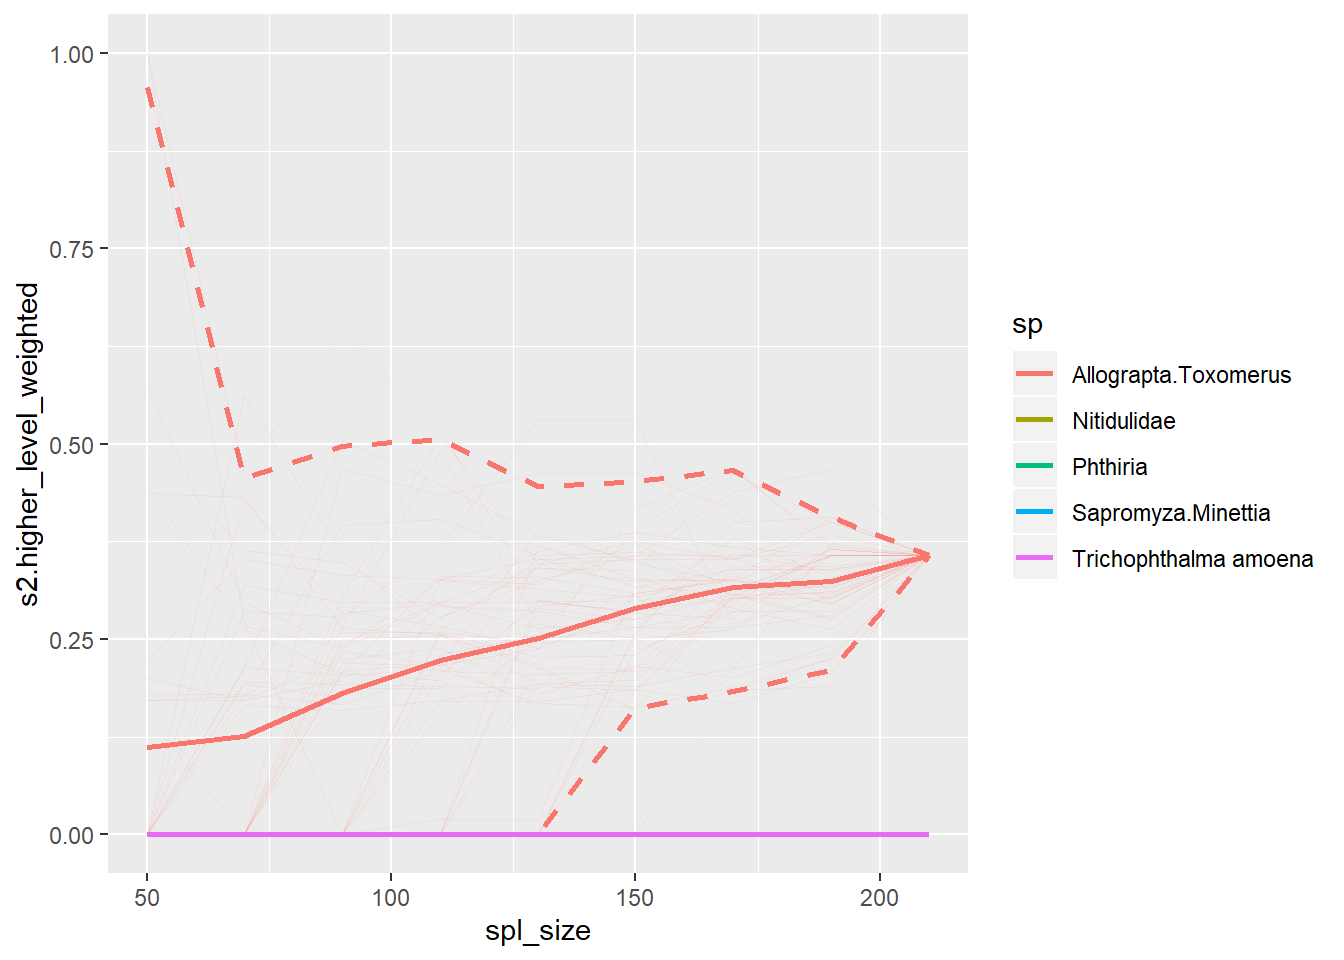 1.00
0.75
0.50
0.25
0.00
s2.higher_level_weighted
50
100
150
200
spl_size
sp
Allograpta.Toxomerus
Nitidulidae
Phthiria
Sapromyza.Minettia
Trichophthalma amoena